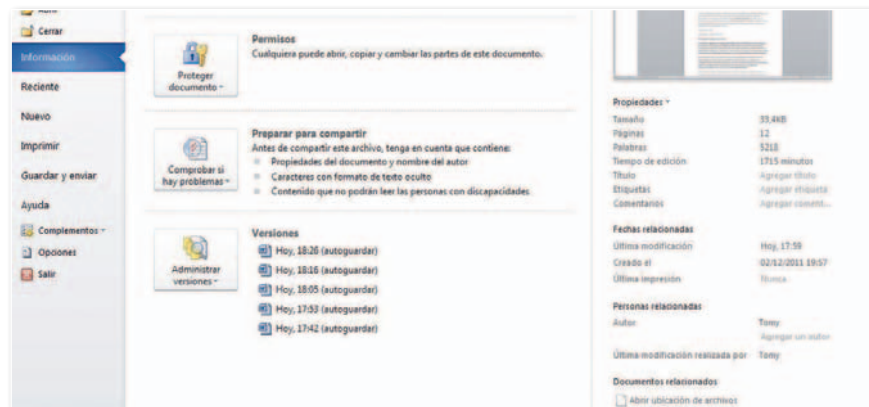 Abrir
Cerrar
Información
Reciente
Nuevo
Imprimir
Guardar y enviar
Ayuda
Complementos
Opciones
Salir
Permisos
Cualquiera puede abrir, copiar y cambiar las partes de este documento.
Proteger
documento
Preparar para compartir
Antes de compartir este archivo, tenga en cuenta que contiene:
Propiedades del documento y nombre del autor
Caracteres con formato de texto oculto
Contenido que no podrán leer las personas con discapacidades
Comprobar si
hay problemas
Versiones
Hoy, 18:26 (autoguardar)
Hoy, 18:16 (autoguardar)
Hoy, 18:05 (autoguardar)
Hoy, 17:53 (autoguardar)
Hoy, 17:42 (autoguardar)
Administrar
versiones
Propiedades
Tamaño 33,4KB
Páginas 12
Palabras 5218
Tiempo de edición 1715 minutos
Título Agregar título
Etiquetas Agregar etiqueta
Comentarios Agregar coment...
Fechas relacionadas
Última modificación Hoy, 17:59
Creado el 02/12/2011 19:57
Última impresión Nunca
Personas relacionadas
Autor Tomy
Agregar un autor
Última modificación realizada por Tomy
Documentos relacionados
Abrir ubicación de archivos